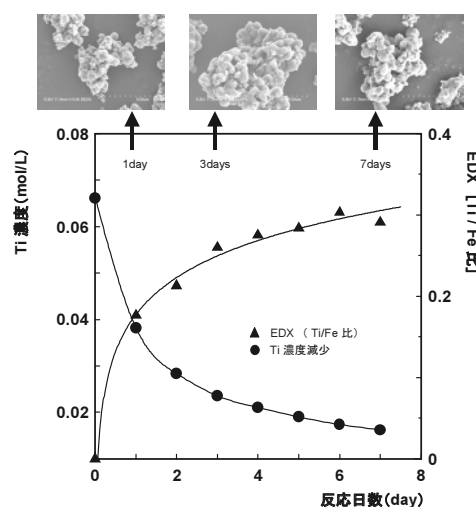 1day
3days
7days
0.08
0.06
0.04
0.02
Ti 濃度(mol/L)
0.4
0.2
0
EDX [Ti/Fe 比]
▲ EDX ( Ti/Fe 比)
● Ti 濃度減少
0 2 4 6 8
反応日数(day)